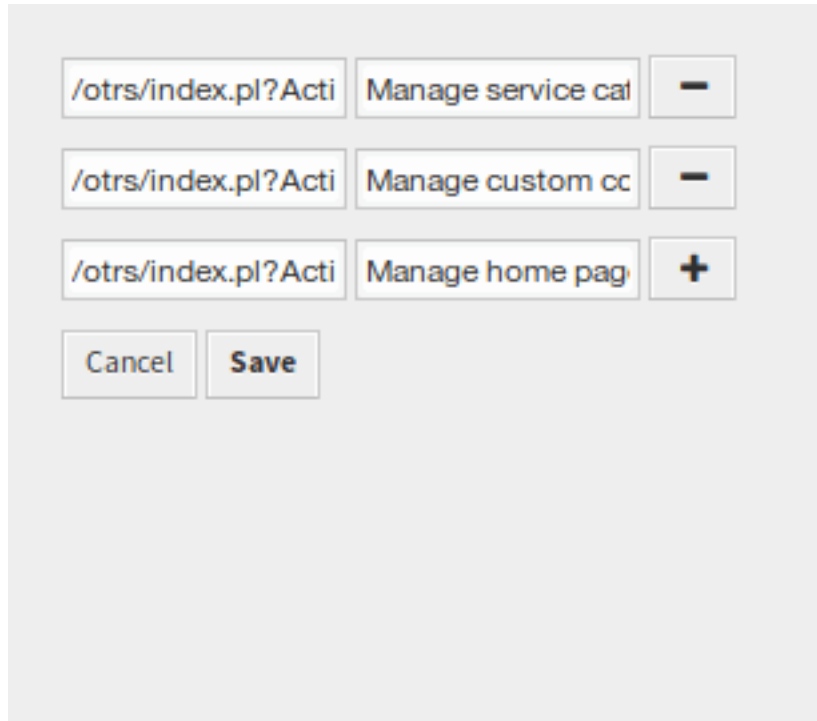 /otrs/index.pl?Acti Manage service cat −
/otrs/index.pl?Acti Manage custom cc −
/otrs/index.pl?Acti Manage home pag +
Cancel Save